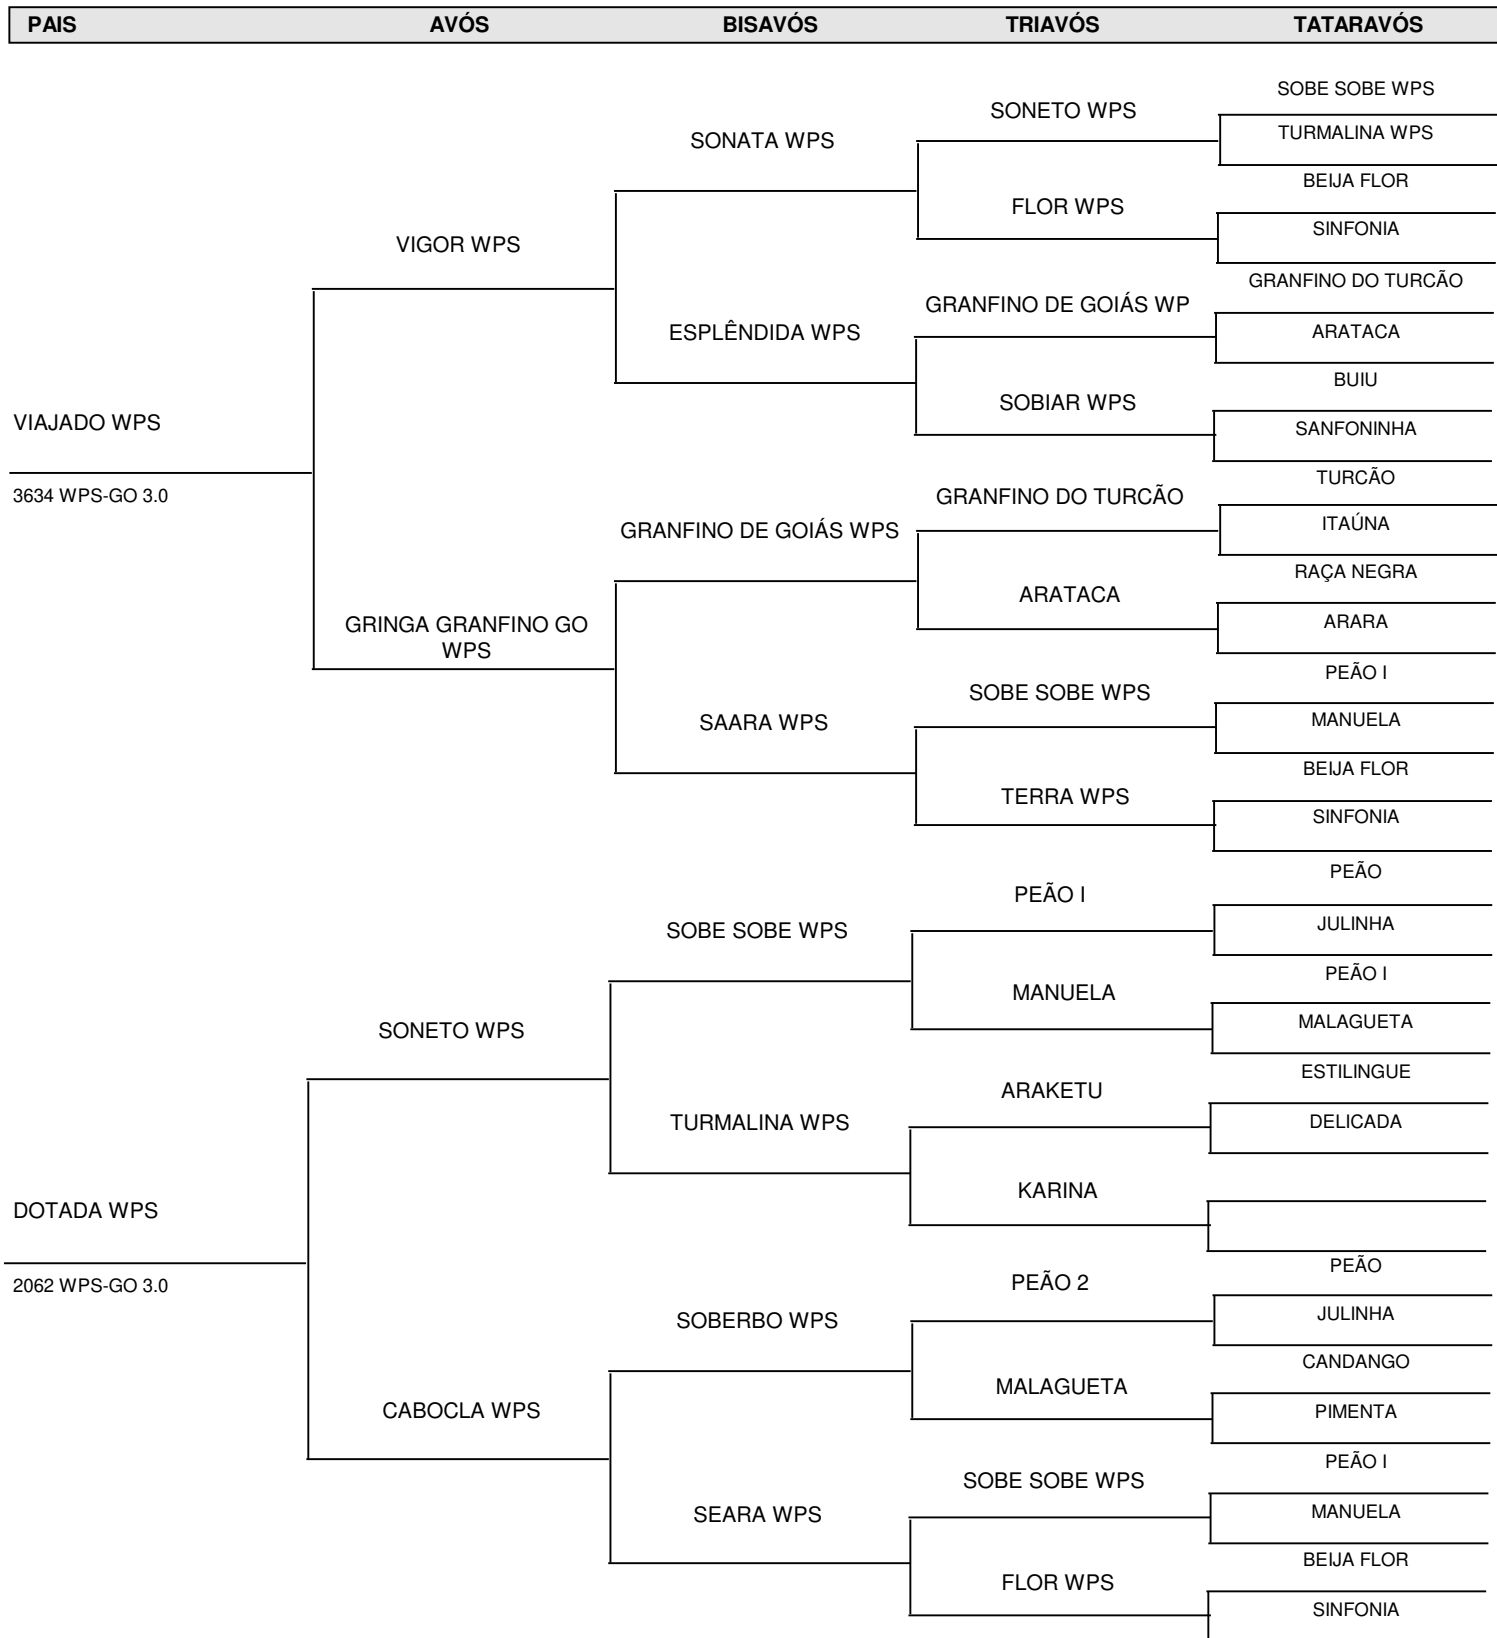 PAIS AVÓS BISAVÓS TRIAVÓS TATARAVÓS
SOBE SOBE WPS
SONETO WPS
TURMALINA WPS
SONATA WPS
BEIJA FLOR
FLOR WPS
SINFONIA
VIGOR WPS
GRANFINO DO TURCÃO
GRANFINO DE GOIÁS WP
ARATACA
ESPLÊNDIDA WPS
BUIU
SOBIAR WPS
VIAJADO WPS
SANFONINHA
TURCÃO
3634 WPS-GO 3.0
GRANFINO DO TURCÃO
ITAÚNA
GRANFINO DE GOIÁS WPS
RAÇA NEGRA
ARATACA
ARARA
GRINGA GRANFINO GO
WPS
PEÃO I
SOBE SOBE WPS
MANUELA
SAARA WPS
BEIJA FLOR
TERRA WPS
SINFONIA
PEÃO
PEÃO I
JULINHA
SOBE SOBE WPS
PEÃO I
MANUELA
MALAGUETA
SONETO WPS
ESTILINGUE
ARAKETU
DELICADA
TURMALINA WPS
KARINA
DOTADA WPS
PEÃO
2062 WPS-GO 3.0
PEÃO 2
JULINHA
SOBERBO WPS
CANDANGO
MALAGUETA
CABOCLA WPS
PIMENTA
PEÃO I
SOBE SOBE WPS
MANUELA
SEARA WPS
BEIJA FLOR
FLOR WPS
SINFONIA